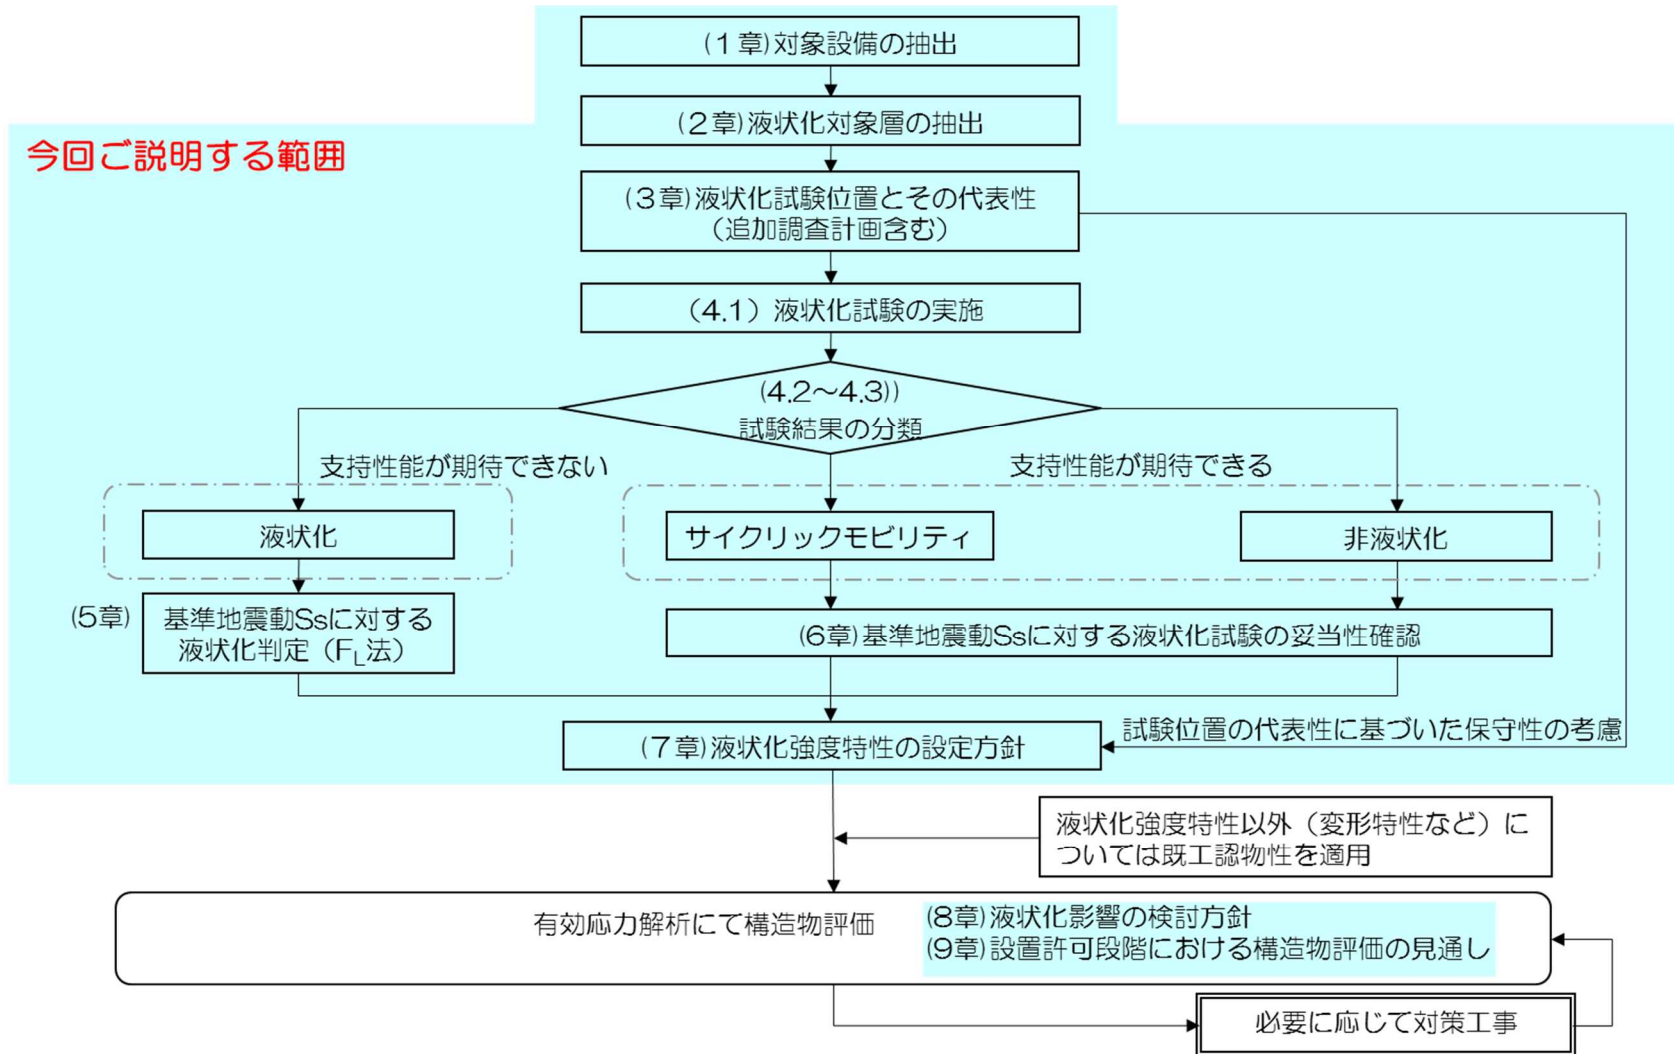 (1章)対象設備の抽出
(2章)液状化対象層の抽出
今回ご説明する範囲
(3章)液状化試験位置とその代表性
（追加調査計画含む）
（4.1）液状化試験の実施
(4.2～4.3))
試験結果の分類
支持性能が期待できない
支持性能が期待できる
液状化
サイクリックモビリティ
非液状化
(5章)
基準地震動Ssに対する
液状化判定（FL法）
(6章)基準地震動Ssに対する液状化試験の妥当性確認
(7章)液状化強度特性の設定方針
試験位置の代表性に基づいた保守性の考慮
液状化強度特性以外（変形特性など）に
ついては既工認物性を適用
有効応力解析にて構造物評価
(8章)液状化影響の検討方針
(9章)設置許可段階における構造物評価の見通し
必要に応じて対策工事